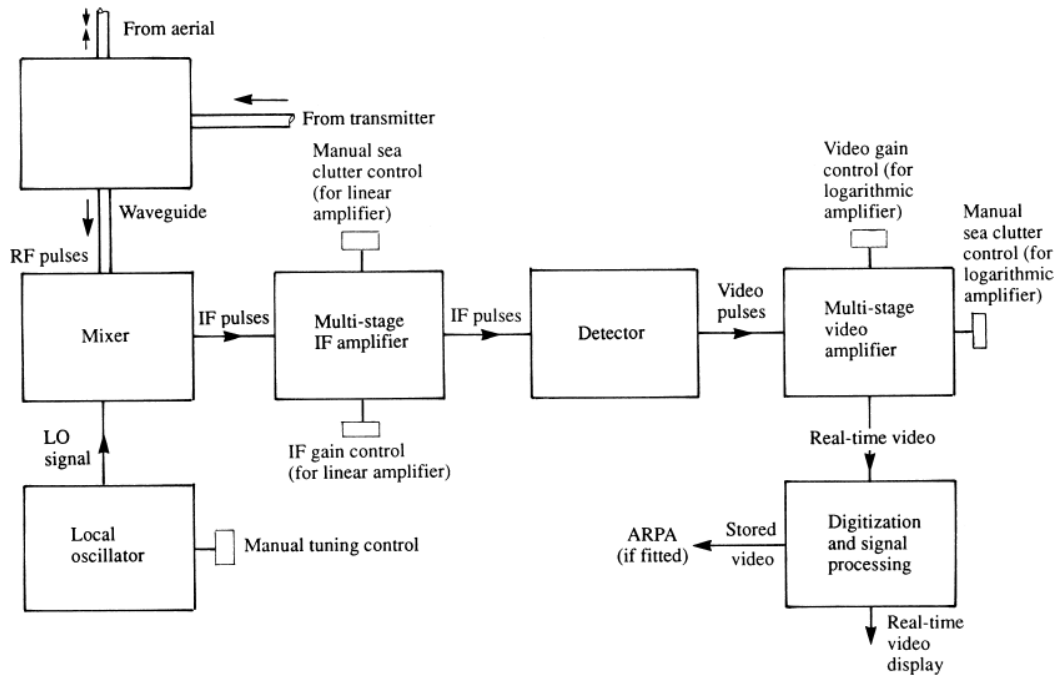 From aerial
From transmitter
Manual sea
clutter control
(for linear
amplifier)
Video gain
control (for
logarithmic
amplifier)
Manual
sea clutter
control (for
logarithmic
amplifier)
Waveguide
RF pulses
Mixer
IF pulses
Multi-stage
IF amplifier
IF pulses
Detector
Video
pulses
Multi-stage
video
amplifier
LO
signal
IF gain control
(for linear amplifier)
Real-time video
Local
oscillator
Manual tuning control
ARPA
(if fitted)
Stored
video
Digitization
and signal
processing
Real-time
video
display